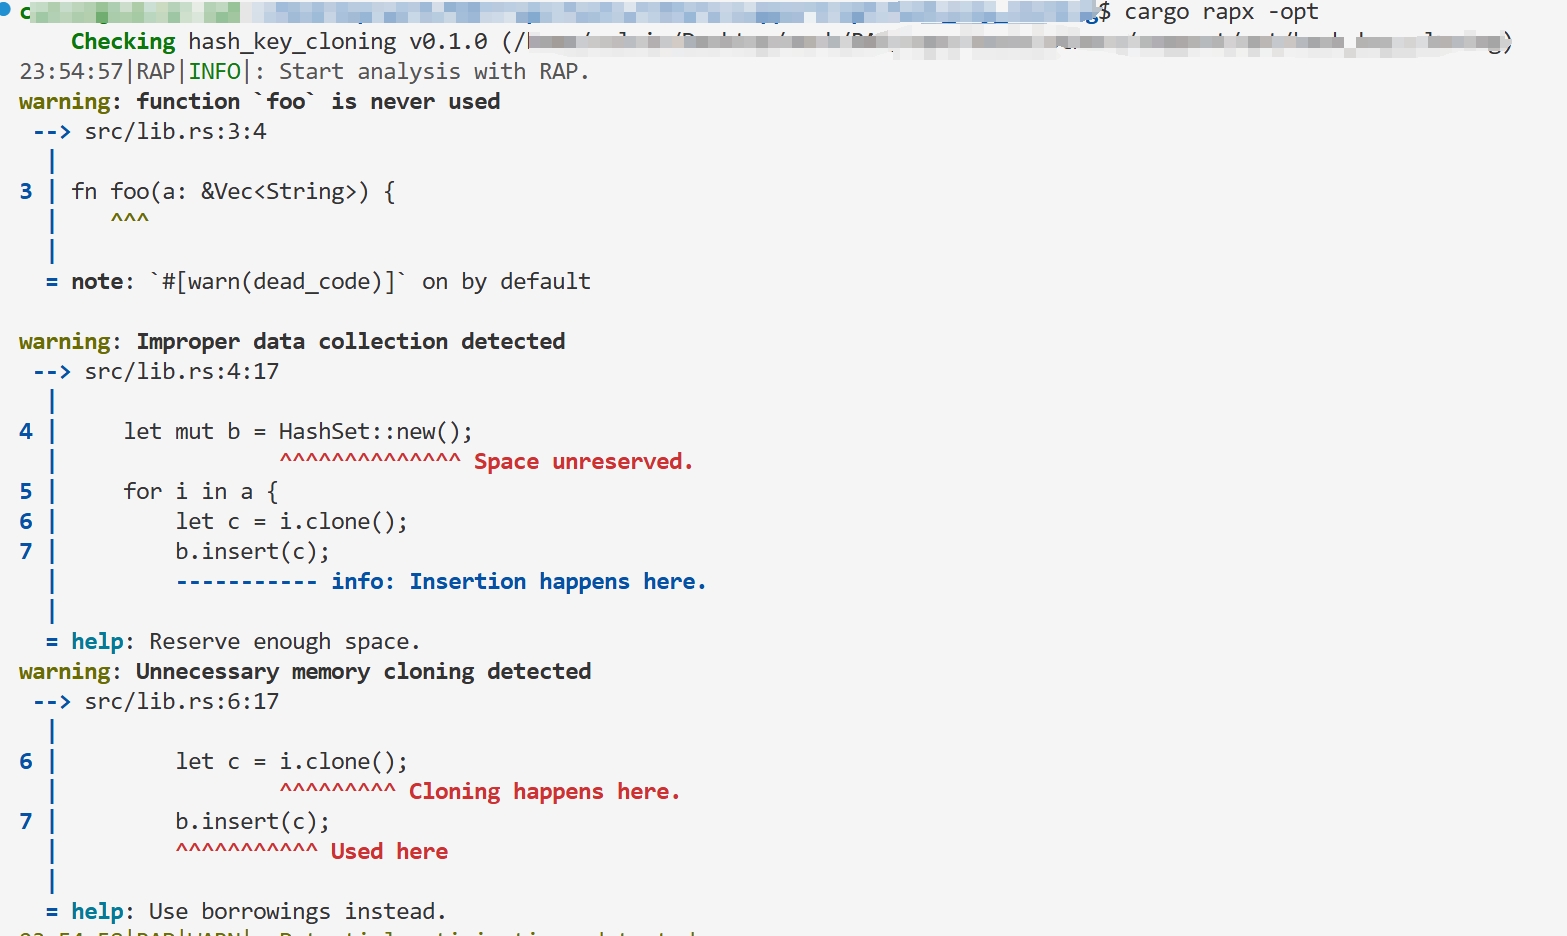 $ cargo rapx -opt
Checking hash_key_cloning v0.1.0 (/
23:54:57|RAP|INFO|: Start analysis with RAP.
warning: function `foo` is never used
--> src/lib.rs:3:4
|
3 | fn foo(a: &Vec<String>) {
|    ^^^
|
= note: `#[warn(dead_code)]` on by default
warning: Improper data collection detected
--> src/lib.rs:4:17
|
4 |     let mut b = HashSet::new();
|                 ^^^^^^^^^^^^^^ Space unreserved.
5 |     for i in a {
6 |         let c = i.clone();
7 |         b.insert(c);
|         ----------- info: Insertion happens here.
|
= help: Reserve enough space.
warning: Unnecessary memory cloning detected
--> src/lib.rs:6:17
|
6 |         let c = i.clone();
|                 ^^^^^^^^^ Cloning happens here.
7 |         b.insert(c);
|         ^^^^^^^^^^^ Used here
|
= help: Use borrowings instead.